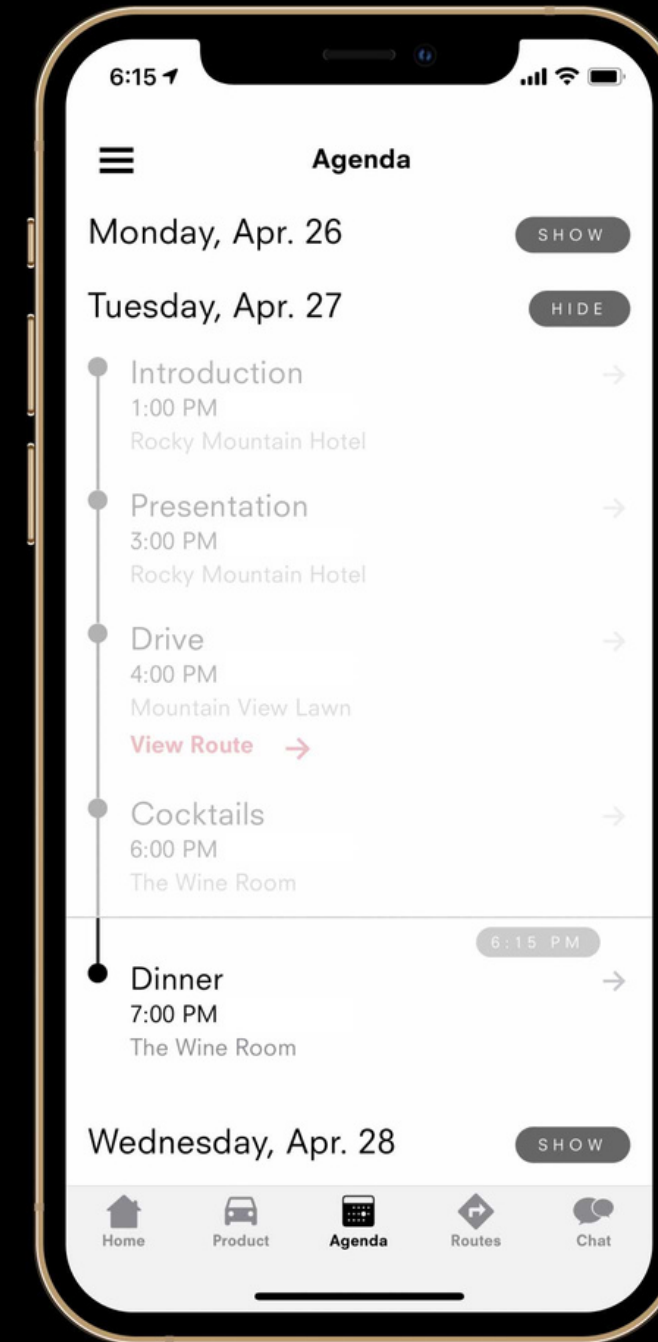 6:15
Agenda
Monday, Apr. 26
SHOW
Tuesday, Apr. 27
HIDE
Introduction
1:00 PM
Rocky Mountain Hotel
Presentation
3:00 PM
Rocky Mountain Hotel
Drive
4:00 PM
Mountain View Lawn
View Route
Cocktails
6:00 PM
The Wine Room
6:15 PM
Dinner
7:00 PM
The Wine Room
Wednesday, Apr. 28
SHOW
Home
Product
Agenda
Routes
Chat